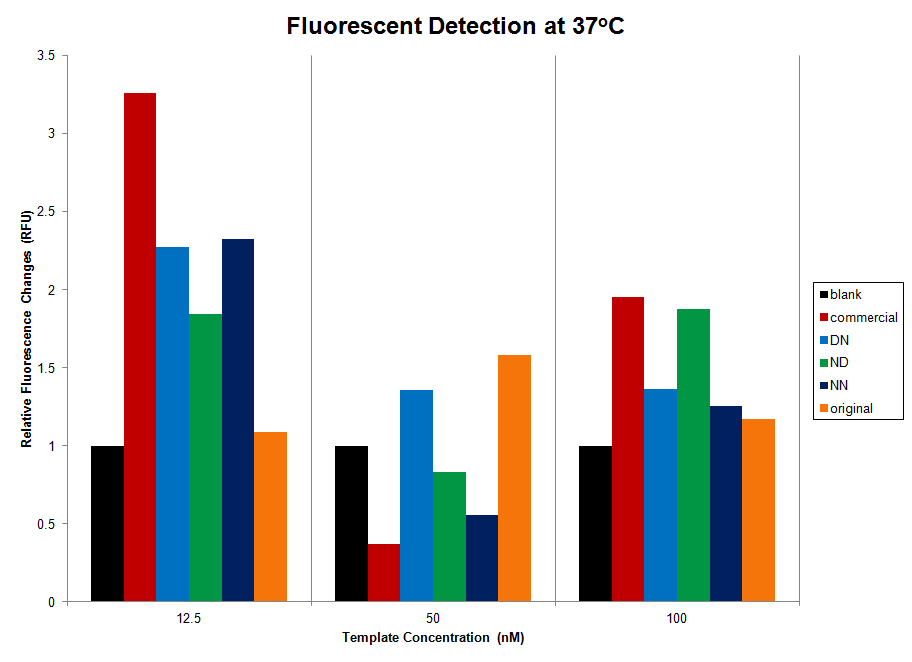 Fluorescent Detection at 37oC
3.5
3
2.5
2
1.5
1
0.5
0
Relative Fluorescence Changes (RFU)
12.5
50
100
Template Concentration (nM)
blank
commercial
DN
ND
NN
original